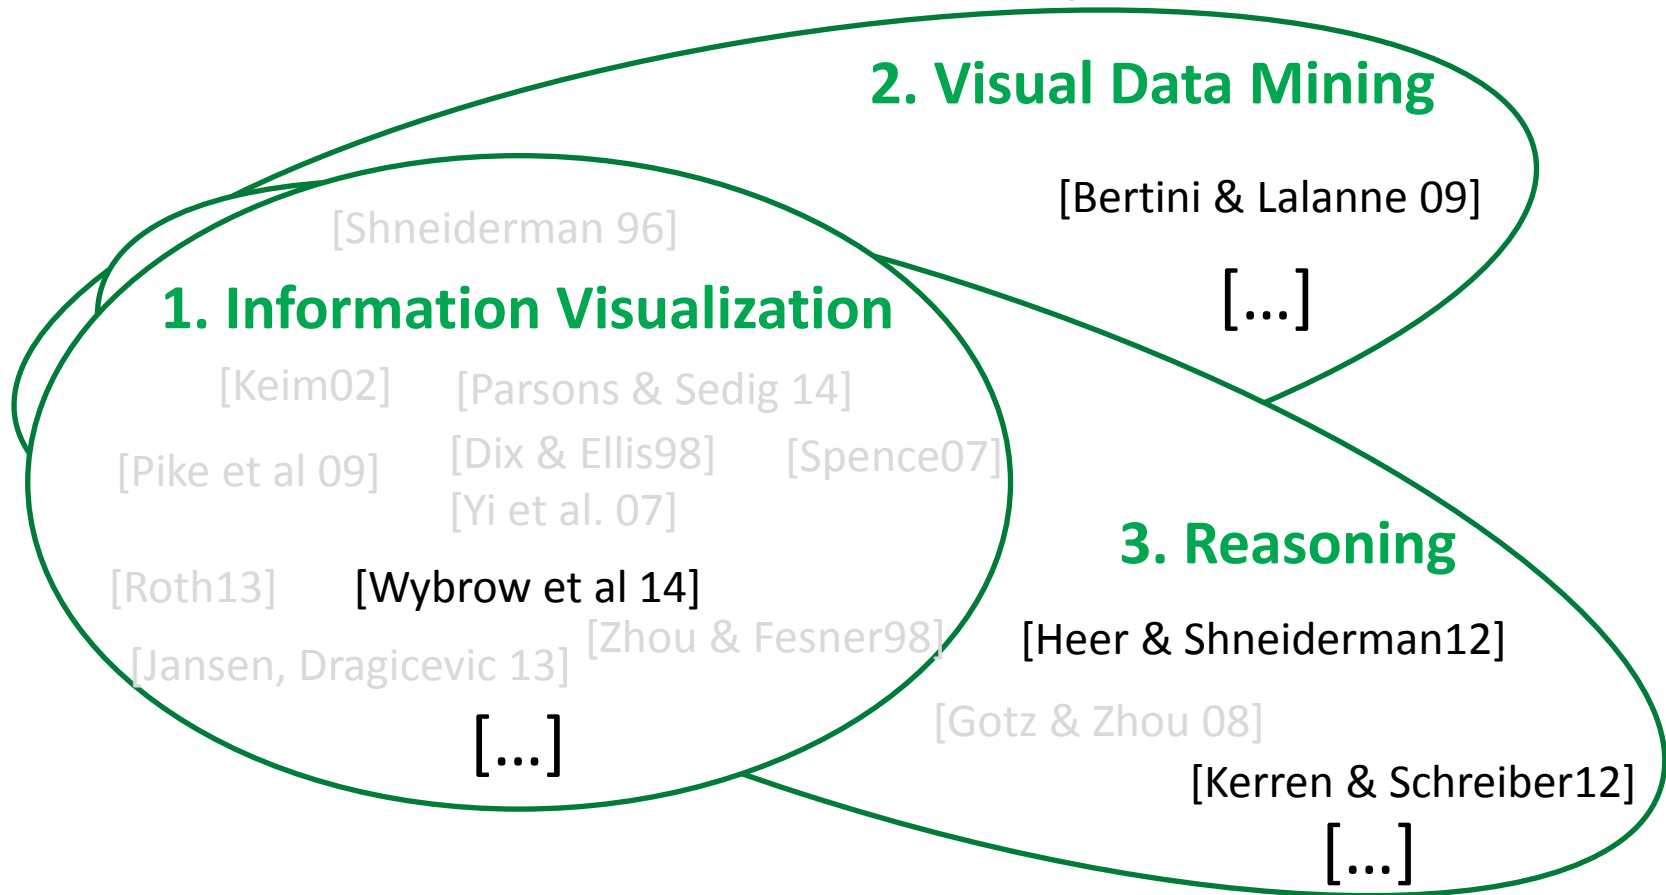 2. Visual Data Mining
[Bertini & Lalanne 09]
[...]
[Shneiderman 96]
1. Information Visualization
[Keim02]
[Parsons & Sedig 14]
[Pike et al 09]
[Dix & Ellis98]
[Spence07]
[Yi et al. 07]
[Roth13]
[Wybrow et al 14]
[Zhou & Fesner98]
[Jansen, Dragicevic 13]
[...]
3. Reasoning
[Heer & Shneiderman12]
[Gotz & Zhou 08]
[Kerren & Schreiber12]
[...]